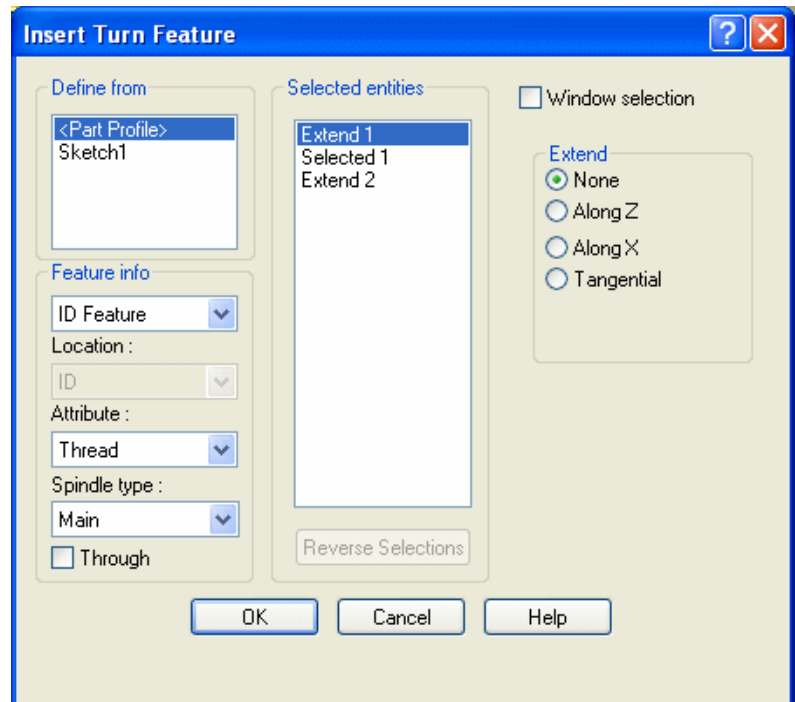 Insert Turn Feature
Define from
<Part Profile>
Sketch1
Feature info
ID Feature
Location :
ID
Attribute :
Thread
Spindle type :
Main
Through
Selected entities
Extend 1
Selected 1
Extend 2
Reverse Selections
Window selection
Extend
None
Along Z
Along X
Tangential
OK
Cancel
Help